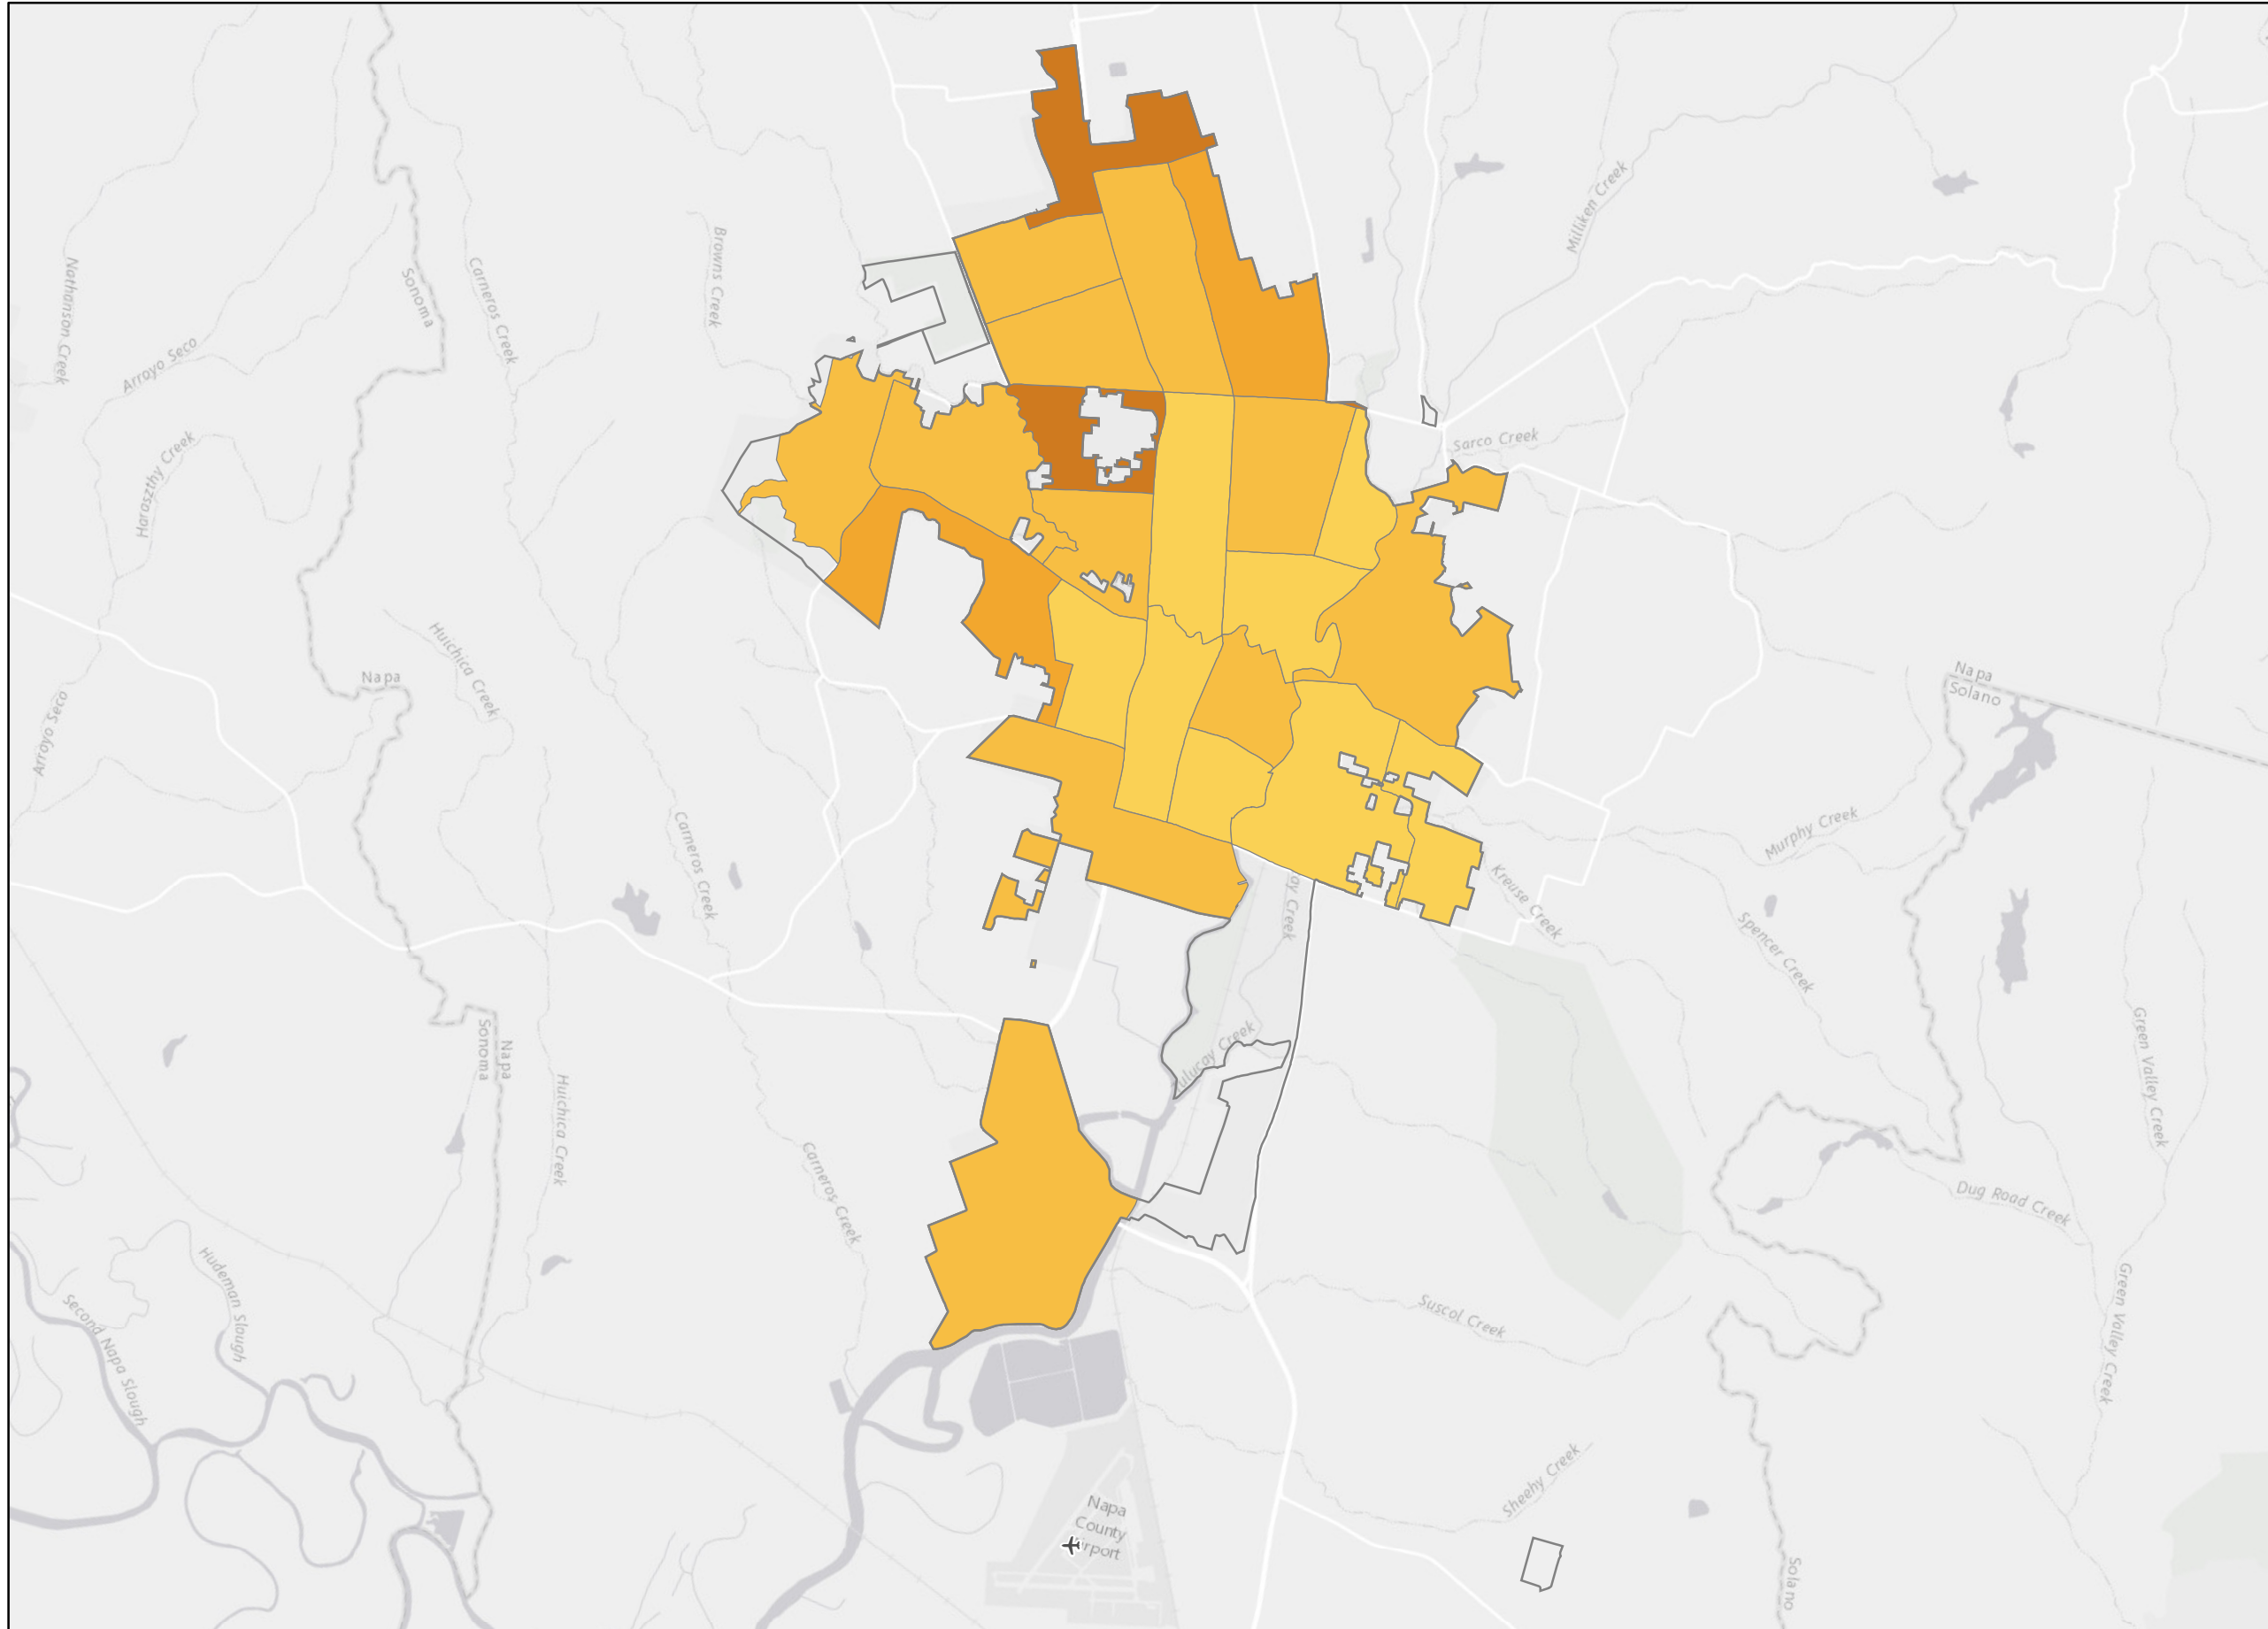 Milliken Creek
Nathanson Creek
Sonoma
Carneros Creek
Browns Creek
Arroyo Seco
Haraszthy Creek
Sarco Creek
Huichica Creek
Napa
Napa
Solano
Arroyo Seco
Carneros Creek
Murphy Creek
Kreuse Creek
Spencer Creek
Sonoma
Napa
Huichica Creek
Green Valley Creek
Carneros Creek
Dug Road Creek
Hudeman Slough
Second Napa Slough
Suscol Creek
Green Valley Creek
Sheehy Creek
Napa
County
Airport
Solano